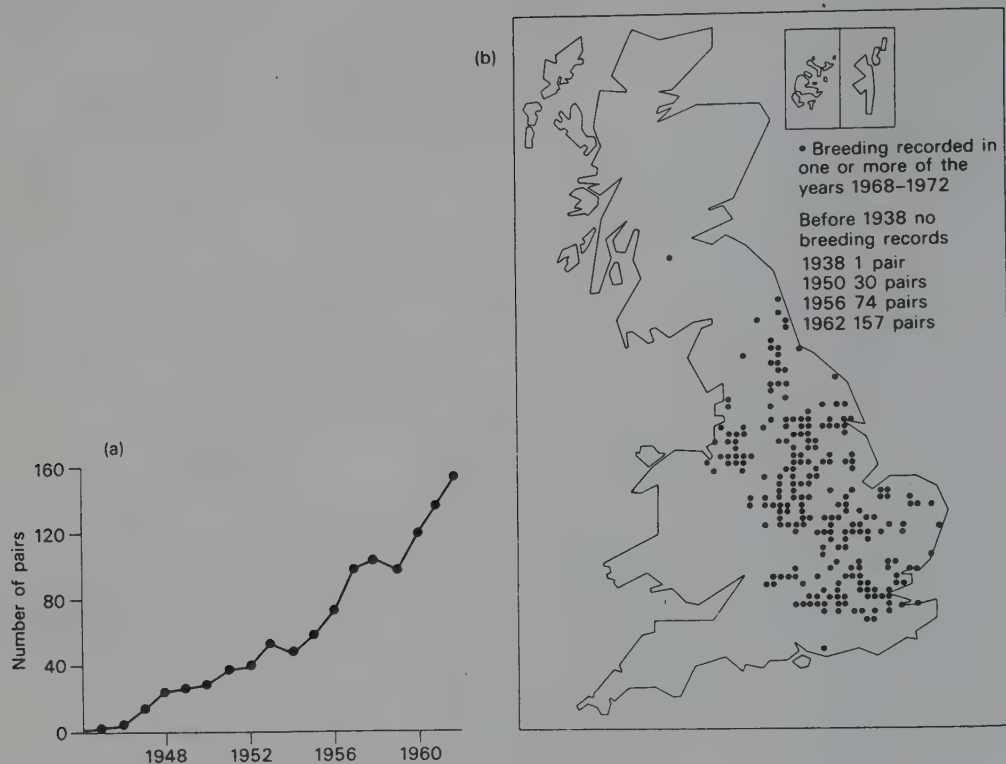 (a)
Number of pairs
160
120
80
40
0
1948 1952 1956 1960
(b)
• Breeding recorded in
one or more of the
years 1968–1972
Before 1938 no
breeding records
1938 1 pair
1950 30 pairs
1956 74 pairs
1962 157 pairs